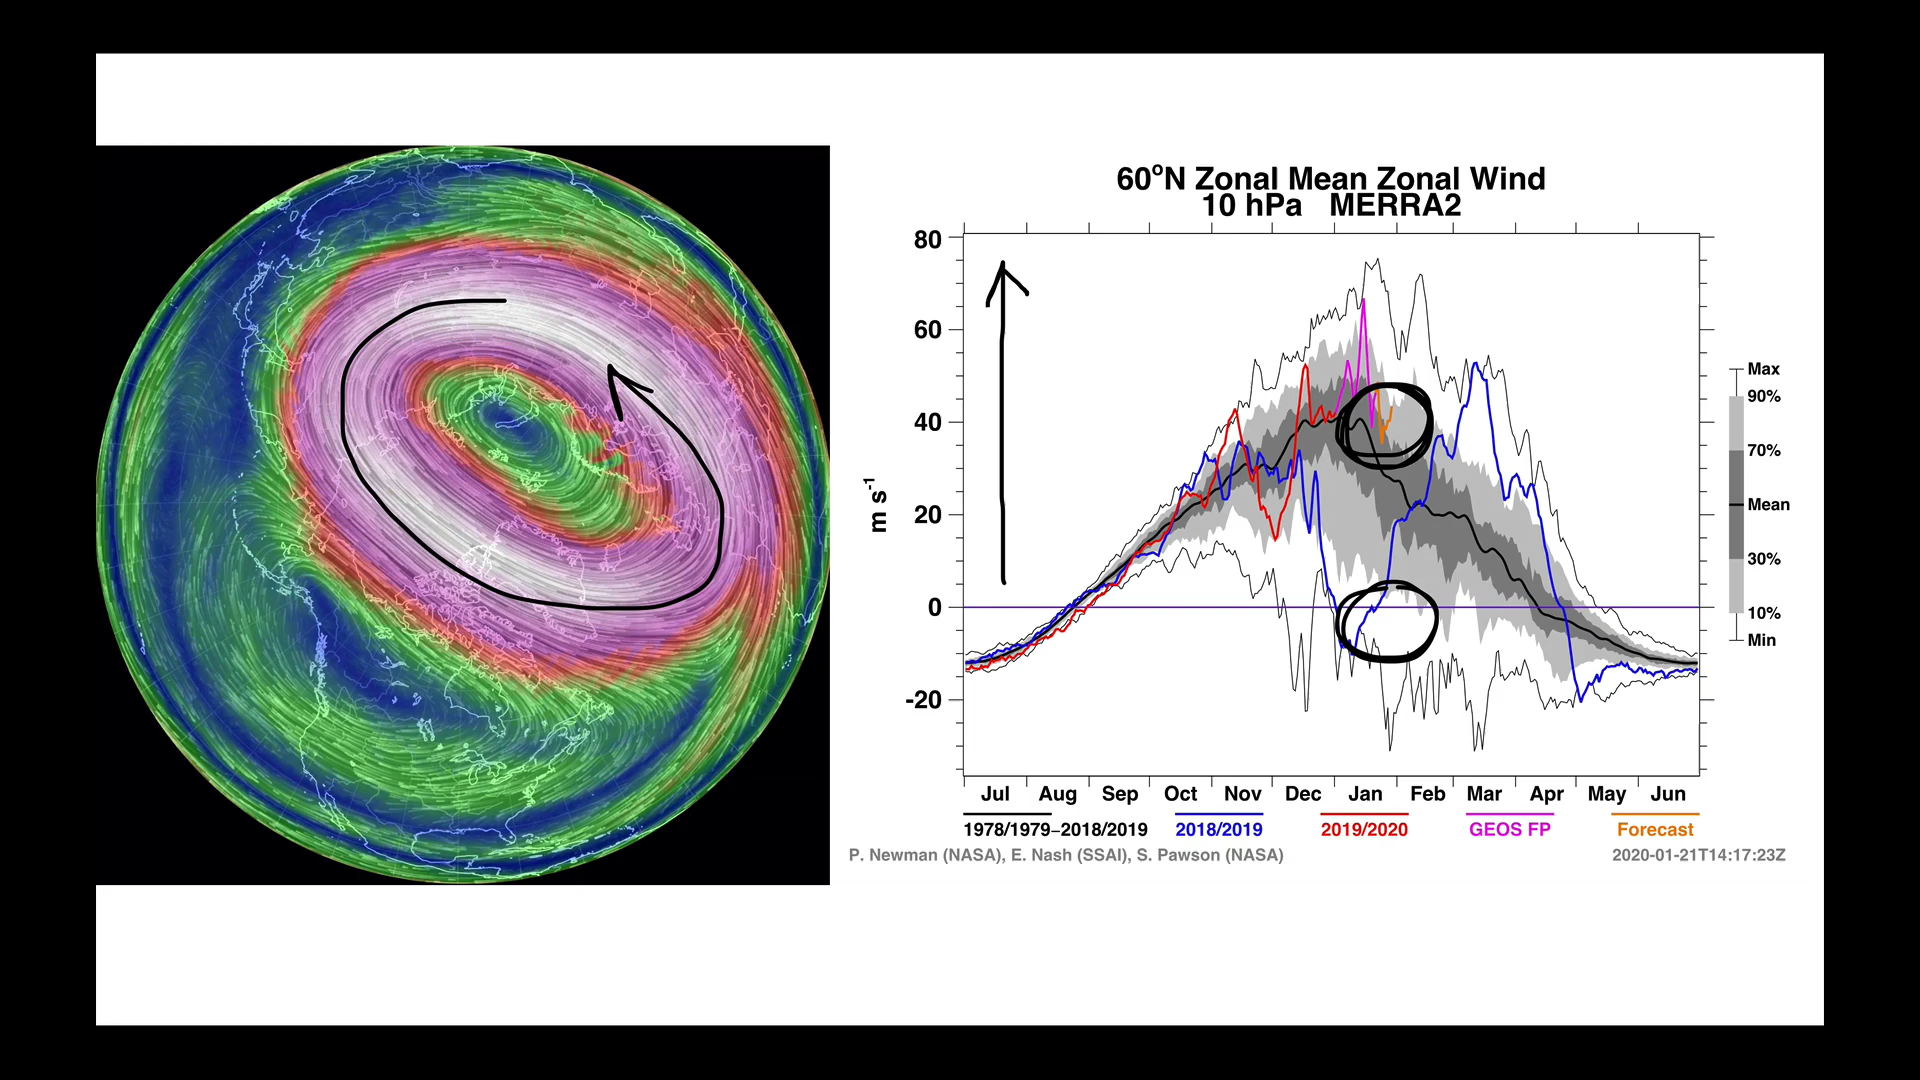 60°N Zonal Mean Zonal Wind
10 hPa MERRA2
80
60
40
20
0
-20
m s⁻¹
Jul Aug Sep Oct Nov Dec Jan Feb Mar Apr May Jun
1978/1979–2018/2019 2018/2019 2019/2020 GEOS FP Forecast
P. Newman (NASA), E. Nash (SSAI), S. Pawson (NASA) 2020-01-21T14:17:23Z
Max
90%
70%
Mean
30%
10%
Min